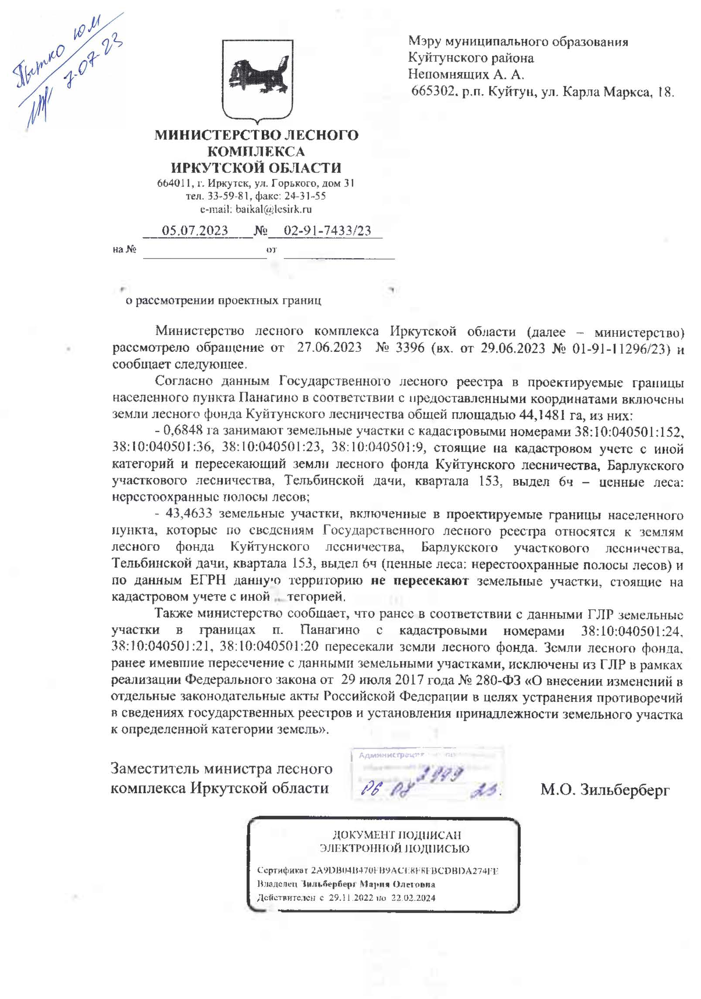 Пытко ЮМ
7-07-23
Мэру муниципального образования
Куйтунского района
Непомнящих А. А.
665302. р.п. Куйтун, ул. Карла Маркса, 18.
МИНИСТЕРСТВО ЛЕСНОГО
КОМПЛЕКСА
ИРКУТСКОЙ ОБЛАСТИ
664011, г. Иркутск, ул. Горького, дом 31
тел. 33-59-81, факс: 24-31-55
e-mail: baikal@lesirk.ru
05.07.2023 № 02-91-7433/23
на № от
о рассмотрении проектных границ
Министерство лесного комплекса Иркутской области (далее – министерство)
рассмотрело обращение от 27.06.2023 № 3396 (вх. от 29.06.2023 № 01-91-11296/23) и
сообщает следующее.
Согласно данным Государственного лесного реестра в проектируемые границы
населенного пункта Панагино в соответствии с предоставленными координатами включены
земли лесного фонда Куйтунского лесничества общей площадью 44,1481 га, из них:
- 0,6848 га занимают земельные участки с кадастровыми номерами 38:10:040501:152,
38:10:040501:36, 38:10:040501:23, 38:10:040501:9, стоящие на кадастровом учете с иной
категорий и пересекающий земли лесного фонда Куйтунского лесничества, Барлукского
участкового лесничества, Тельбинской дачи, квартала 153, выдел 6ч – ценные леса:
нерестоохранные полосы лесов;
- 43,4633 земельные участки, включенные в проектируемые границы населенного
пункта, которые по сведениям Государственного лесного реестра относятся к землям
лесного фонда Куйтунского лесничества, Барлукского участкового лесничества,
Тельбинской дачи, квартала 153, выдел 6ч (ценные леса: нерестоохранные полосы лесов) и
по данным ЕГРН данную территорию не пересекают земельные участки, стоящие на
кадастровом учете с иной тегорией.
Также министерство сообщает, что ранее в соответствии с данными ГЛР земельные
участки в границах п. Панагино с кадастровыми номерами 38:10:040501:24,
38:10:040501:21, 38:10:040501:20 пересекали земли лесного фонда. Земли лесного фонда,
ранее имевшие пересечение с данными земельными участками, исключены из ГЛР в рамках
реализации Федерального закона от 29 июля 2017 года № 280-ФЗ «О внесении изменений в
отдельные законодательные акты Российской Федерации в целях устранения противоречий
в сведениях государственных реестров и установления принадлежности земельного участка
к определенной категории земель».
Администрация
Заместитель министра лесного
2999
комплекса Иркутской области 06 07 23. М.О. Зильберберг
ДОКУМЕНТ ПОДПИСАН
ЭЛЕКТРОННОЙ ПОДПИСЬЮ
Сертификат
Владелец Зильберберг Мария Олеговна
Действителен с 29.11.2022 по 22.02.2024